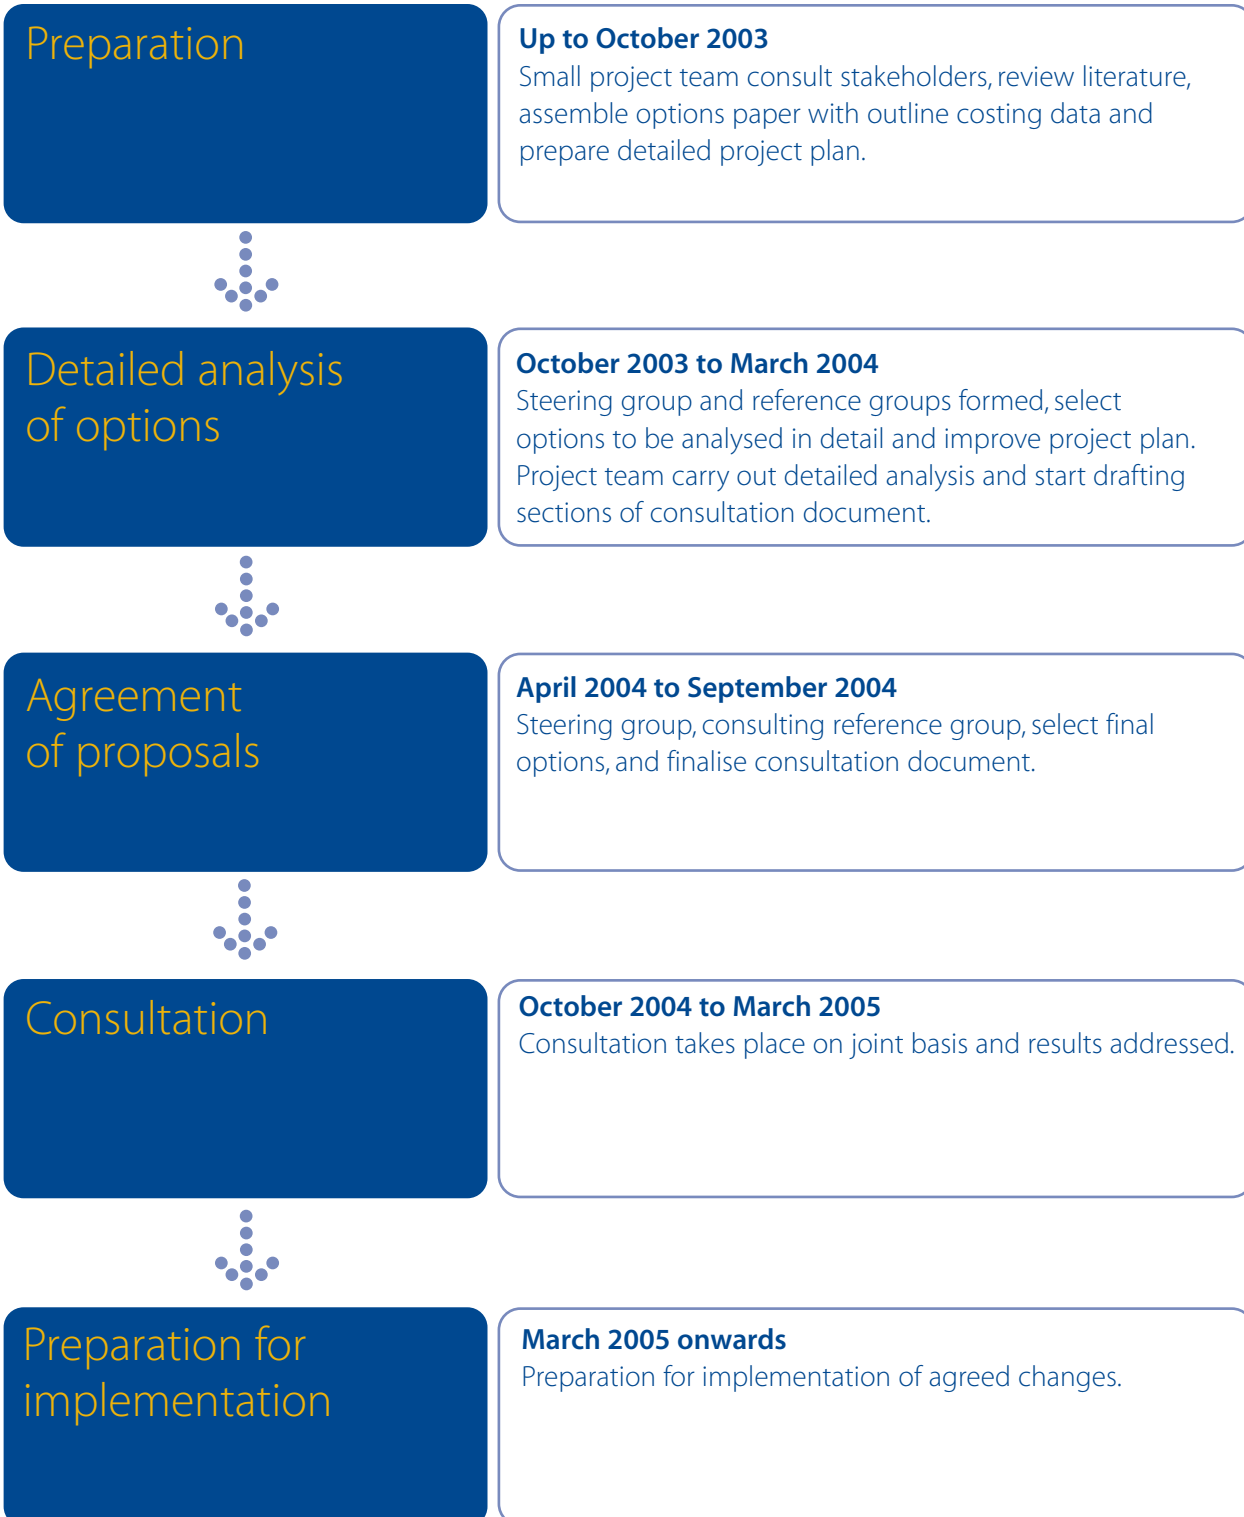 Preparation
Up to October 2003
Small project team consult stakeholders, review literature,
assemble options paper with outline costing data and
prepare detailed project plan.
Detailed analysis
of options
October 2003 to March 2004
Steering group and reference groups formed, select
options to be analysed in detail and improve project plan.
Project team carry out detailed analysis and start drafting
sections of consultation document.
Agreement
of proposals
April 2004 to September 2004
Steering group, consulting reference group, select final
options, and finalise consultation document.
Consultation
October 2004 to March 2005
Consultation takes place on joint basis and results addressed.
Preparation for
implementation
March 2005 onwards
Preparation for implementation of agreed changes.